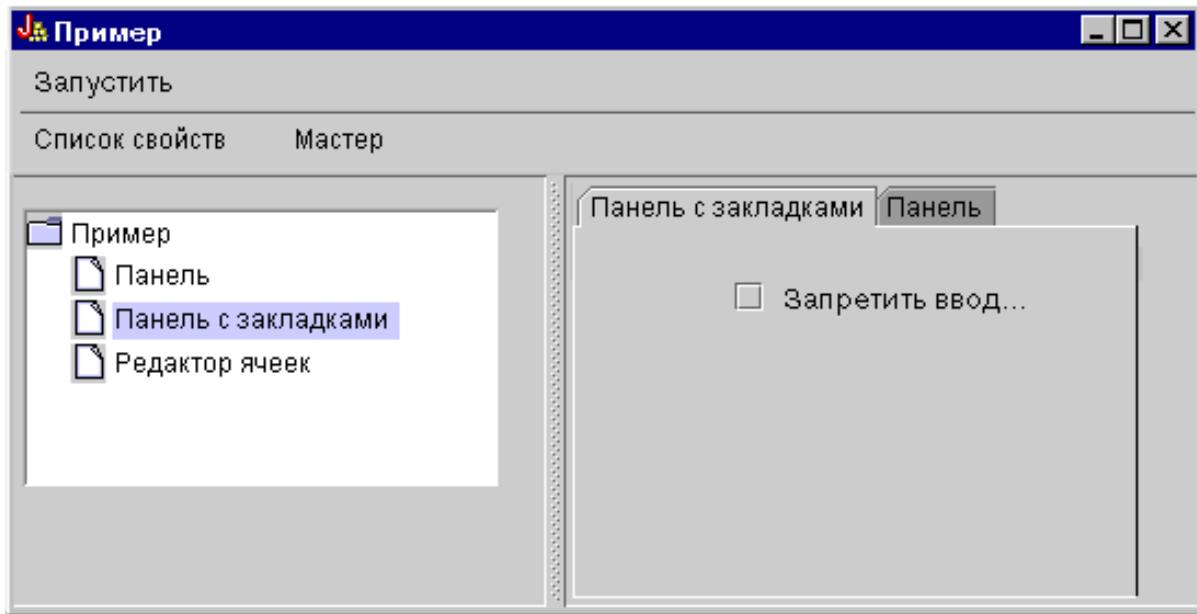 Пример
Запустить
Список свойств Мастер
Пример
Панель
Панель с закладками
Редактор ячеек
Панель с закладками Панель
Запретить ввод...